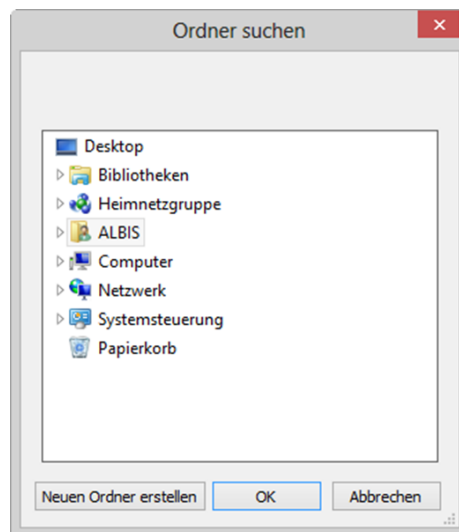 Ordner suchen
Desktop
Bibliotheken
Heimnetzgruppe
ALBIS
Computer
Netzwerk
Systemsteuerung
Papierkorb
Neuen Ordner erstellen OK Abbrechen